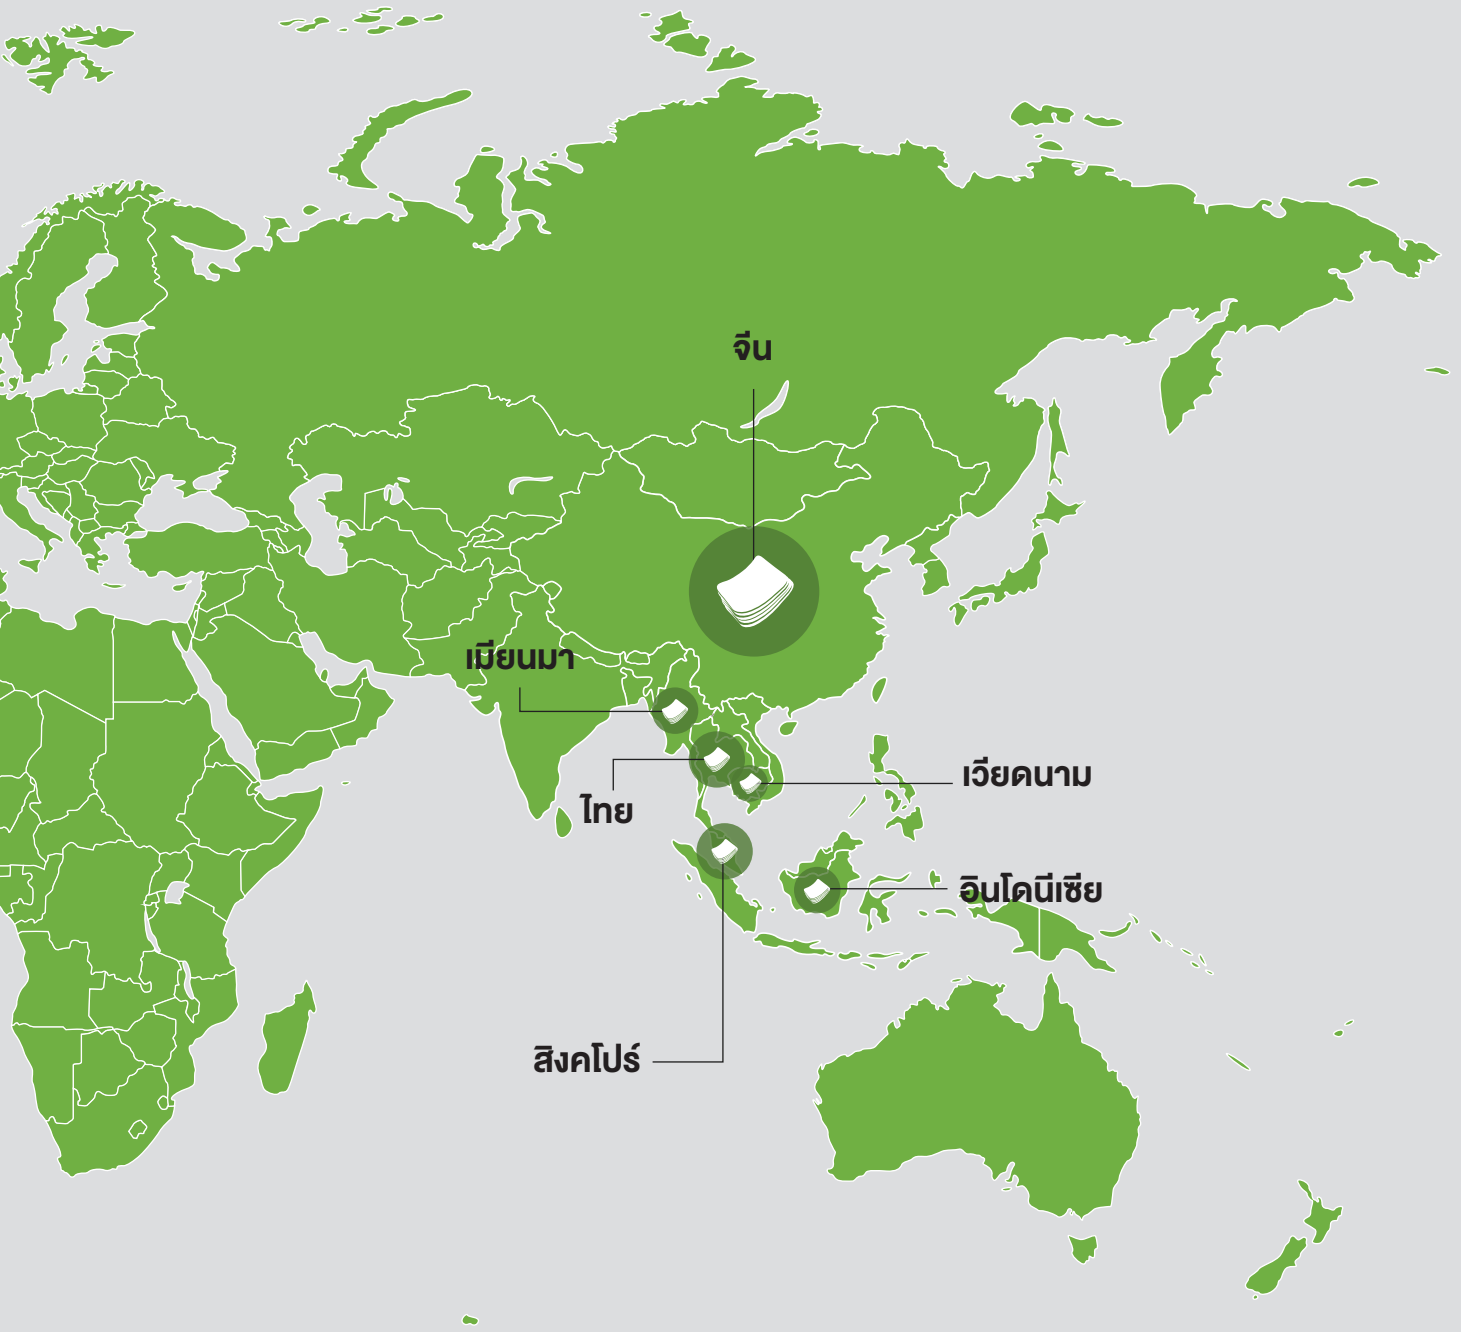 จีน
เมียนมา
เวียดนาม
ไทย
อินโดนีเซีย
สิงคโปร์